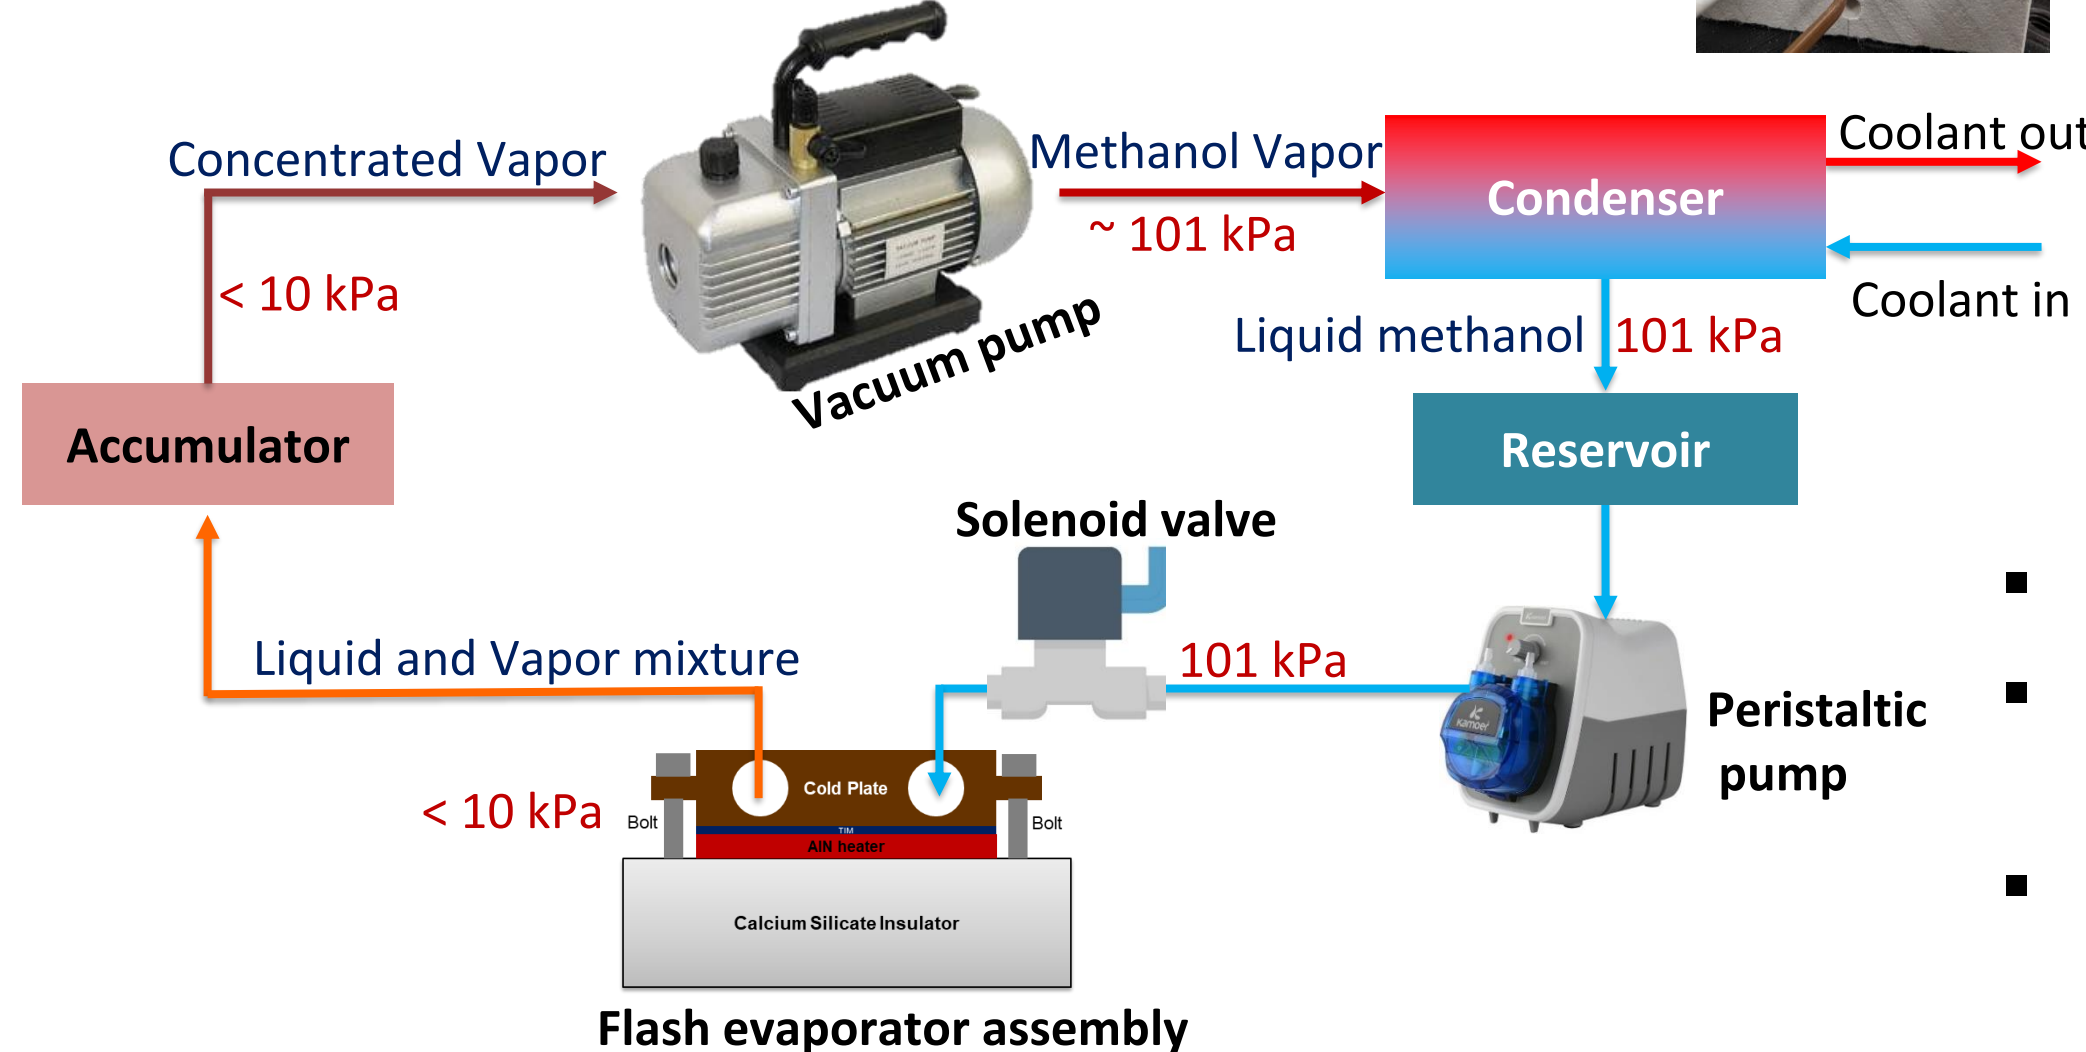 Concentrated Vapor
Methanol Vapor
Coolant out
Condenser
~ 101 kPa
< 10 kPa
Coolant in
Vacuum pump
Liquid methanol
101 kPa
Accumulator
Reservoir
Solenoid valve
Liquid and Vapor mixture
101 kPa
Kamoer
Peristaltic
pump
Cold Plate
< 10 kPa
Bolt
Bolt
TIM
AlN heater
Calcium Silicate Insulator
Flash evaporator assembly